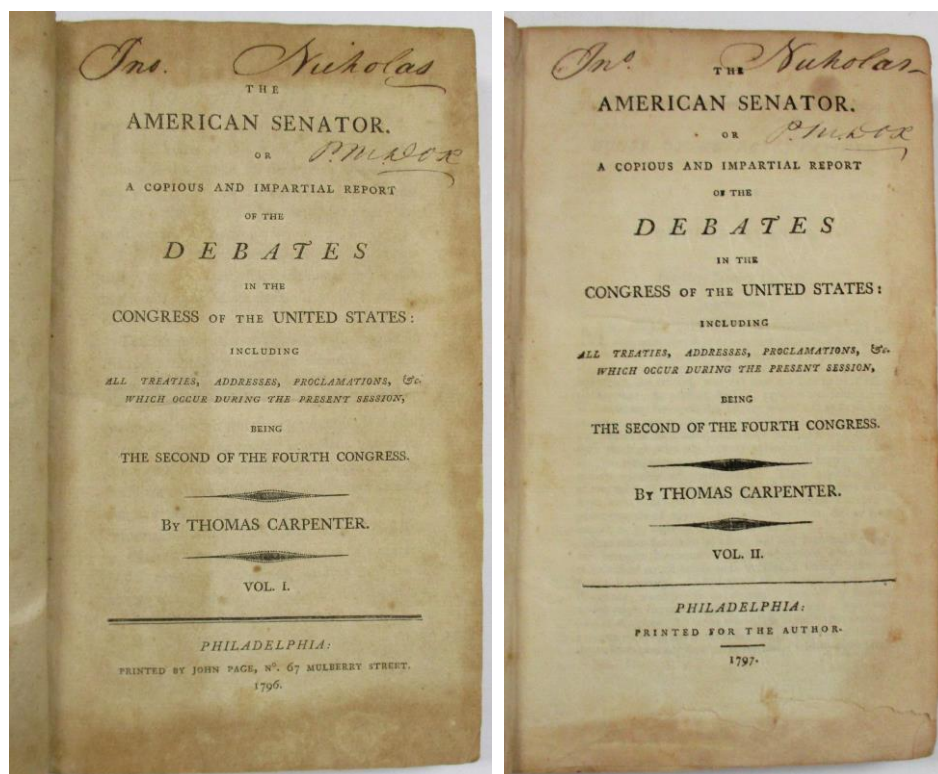 Jno. Nicholas
THE
AMERICAN SENATOR.
OR
A COPIOUS AND IMPARTIAL REPORT
OF THE
DEBATES
IN THE
CONGRESS OF THE UNITED STATES:
INCLUDING
ALL TREATIES, ADDRESSES, PROCLAMATIONS, &c.
WHICH OCCUR DURING THE PRESENT SESSION,
BEING
THE SECOND OF THE FOURTH CONGRESS.
By THOMAS CARPENTER.
VOL. I.
PHILADELPHIA:
PRINTED BY JOHN PAGE, No. 67 MULBERRY STREET.
1796.
Jno. Nicholas
THE
AMERICAN SENATOR.
OR
A COPIOUS AND IMPARTIAL REPORT
OF THE
DEBATES
IN THE
CONGRESS OF THE UNITED STATES:
INCLUDING
ALL TREATIES, ADDRESSES, PROCLAMATIONS, &c.
WHICH OCCUR DURING THE PRESENT SESSION,
BEING
THE SECOND OF THE FOURTH CONGRESS.
By THOMAS CARPENTER.
VOL. II.
PHILADELPHIA:
PRINTED FOR THE AUTHOR.
1797.